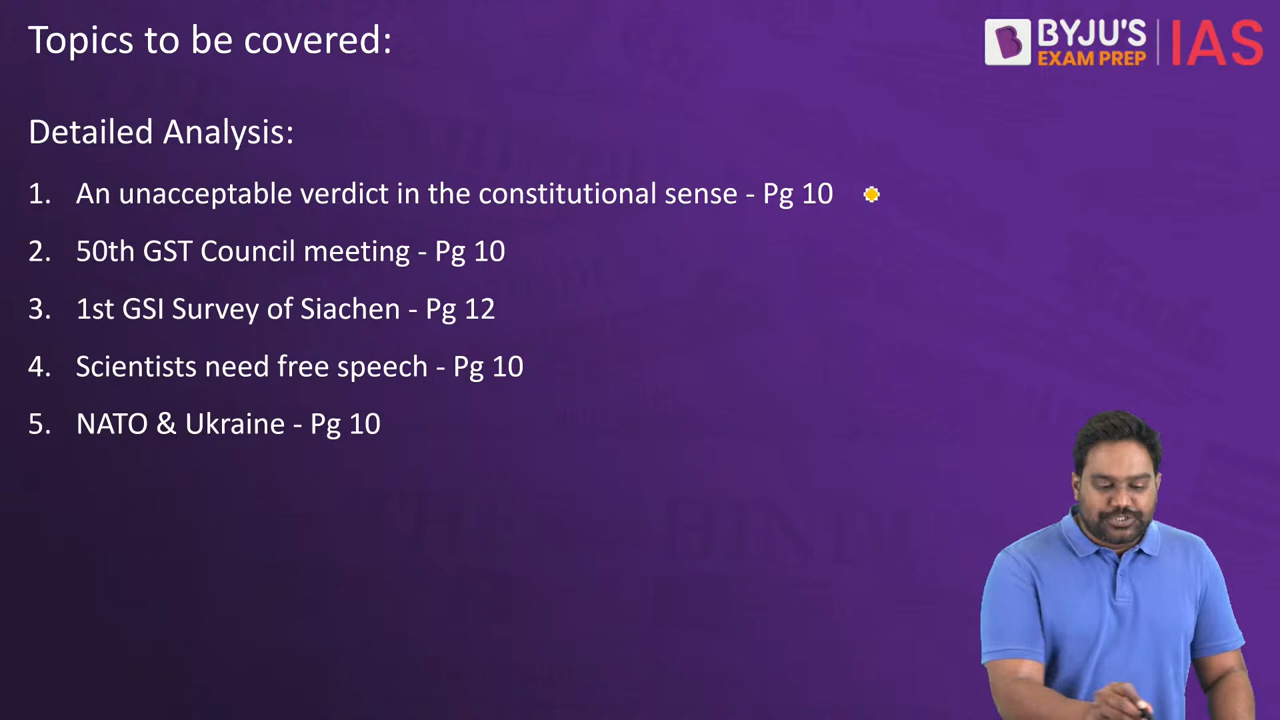 Topics to be covered:
BYJU'S
EXAM PREP
IAS
Detailed Analysis:
1. An unacceptable verdict in the constitutional sense - Pg 10
2. 50th GST Council meeting - Pg 10
3. 1st GSI Survey of Siachen - Pg 12
4. Scientists need free speech - Pg 10
5. NATO & Ukraine - Pg 10